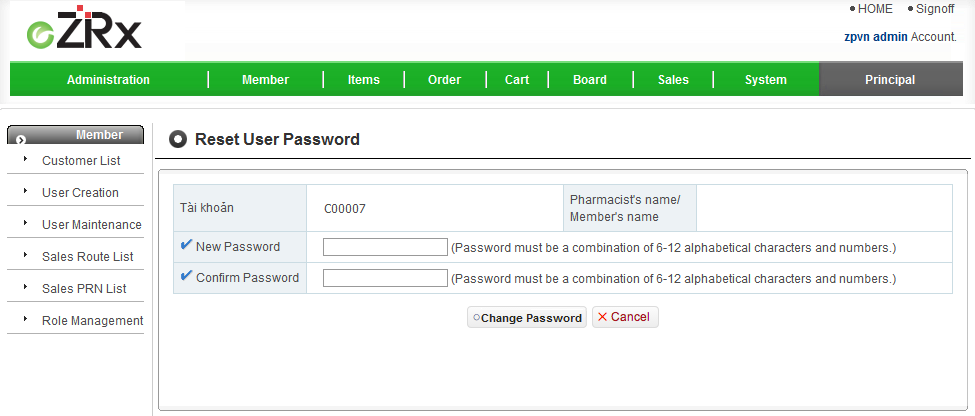 eZRx
HOME Signoff
zpvn admin Account.
Administration Member Items Order Cart Board Sales System Principal
Member
Customer List
User Creation
User Maintenance
Sales Route List
Sales PRN List
Role Management
Reset User Password
Tài khoản C00007 Pharmacist's name/
Member's name
New Password (Password must be a combination of 6-12 alphabetical characters and numbers.)
Confirm Password (Password must be a combination of 6-12 alphabetical characters and numbers.)
Change Password Cancel